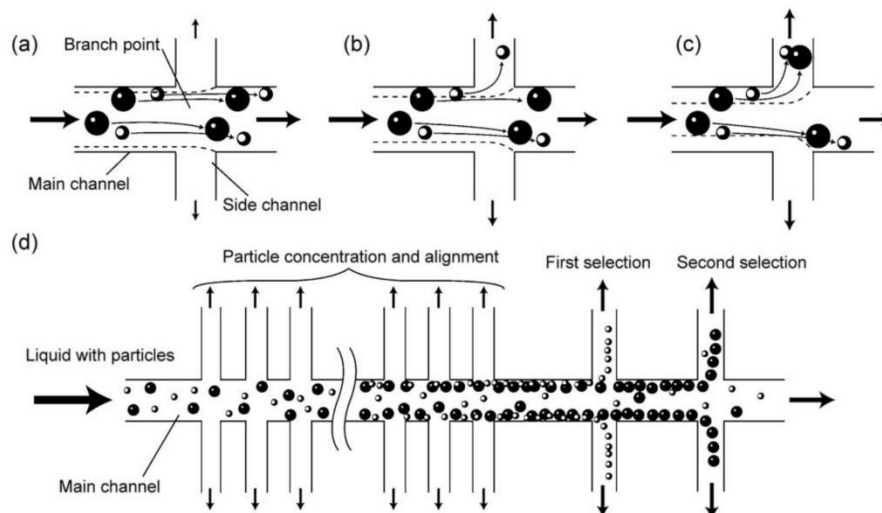 (a)
Branch point
(b)
(c)
Main channel
Side channel
(d)
Particle concentration and alignment
First selection
Second selection
Liquid with particles
Main channel